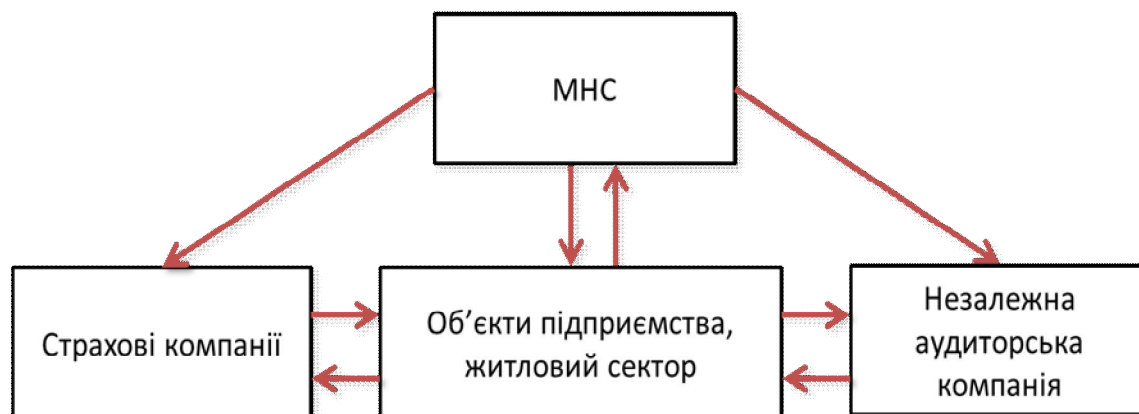 МНС
Страхові компанії
Об’єкти підприємства,
житловий сектор
Незалежна
аудиторська
компанія